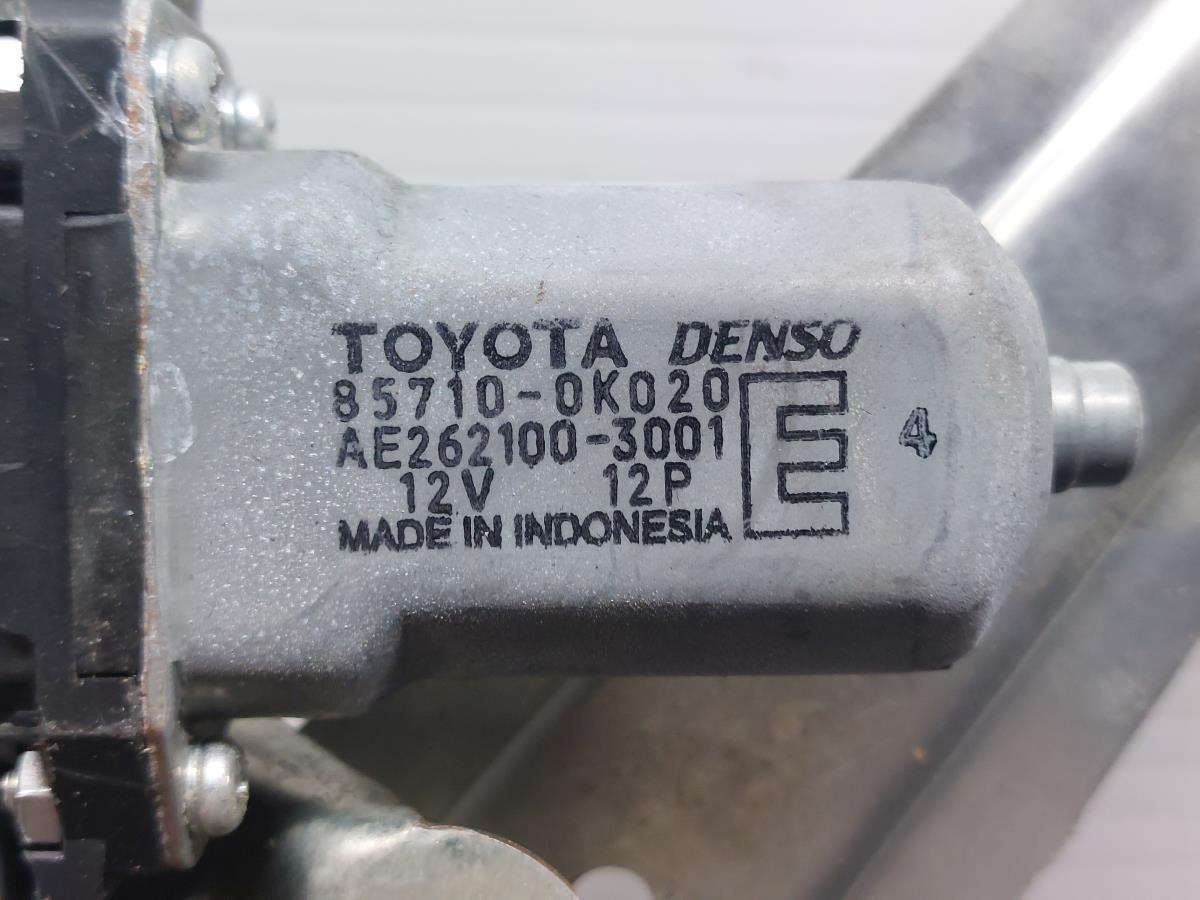 TOYOTA DENSO
85710-0K020
AE262100-3001
12V 12P
MADE IN INDONESIA
E
4